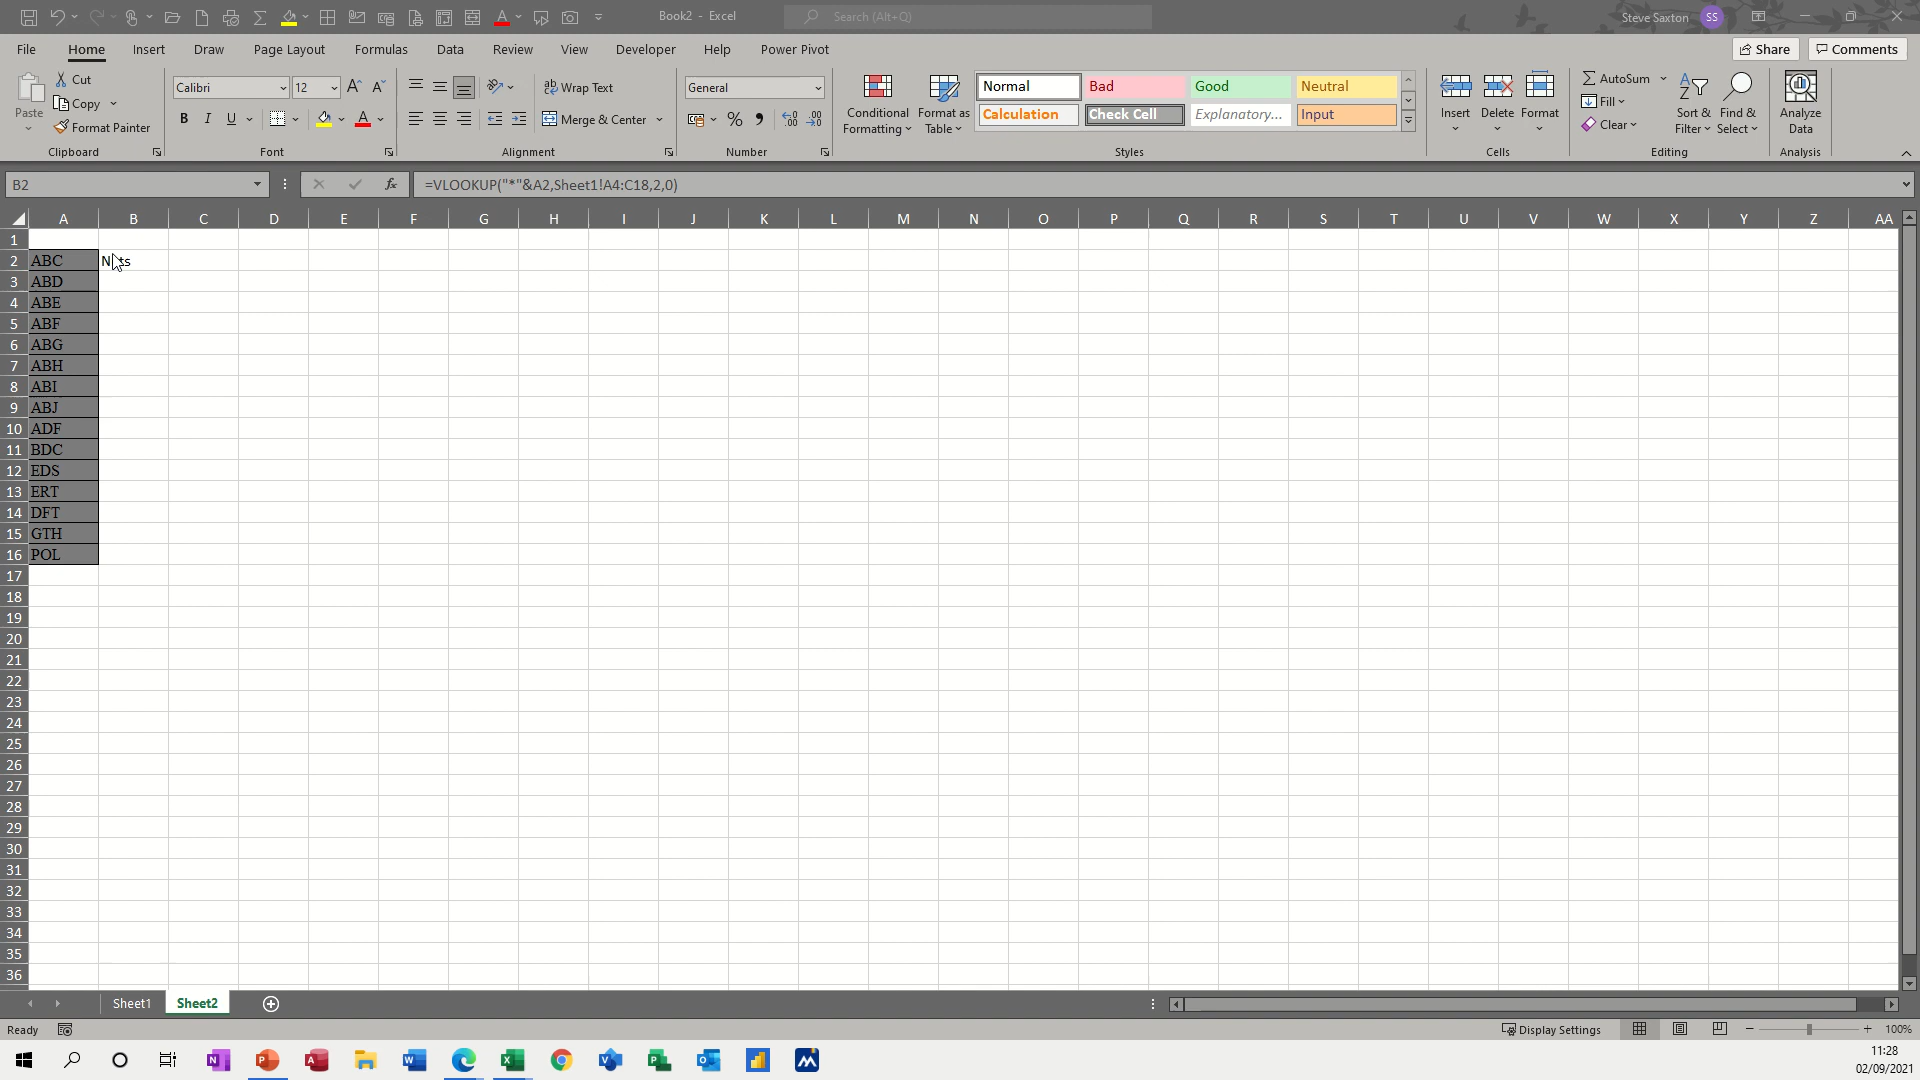 Book2 - Excel
Search (Alt+Q)
Steve Saxton
SS
File Home Insert Draw Page Layout Formulas Data Review View Developer Help Power Pivot
Share Comments
Paste
Cut
Copy
Format Painter
Clipboard
Calibri 12
B I U
Font
Wrap Text
Merge & Center
Alignment
General
Number
Conditional Formatting
Format as Table
Normal Bad Good Neutral
Calculation Check Cell Explanatory... Input
Styles
Insert Delete Format
Cells
AutoSum
Fill
Clear
Sort & Filter
Find & Select
Editing
Analyze Data
Analysis
B2
fx
=VLOOKUP("*"&A2,Sheet1!A4:C18,2,0)
A B C D E F G H I J K L M N O P Q R S T U V W X Y Z AA
1
2 ABC
3 ABD
4 ABE
5 ABF
6 ABG
7 ABH
8 ABI
9 ABJ
10 ADF
11 BDC
12 EDS
13 ERT
14 DFT
15 GTH
16 POL
17
18
19
20
21
22
23
24
25
26
27
28
29
30
31
32
33
34
35
36
Sheet1 Sheet2
Ready
Display Settings
100%
11:28
02/09/2021